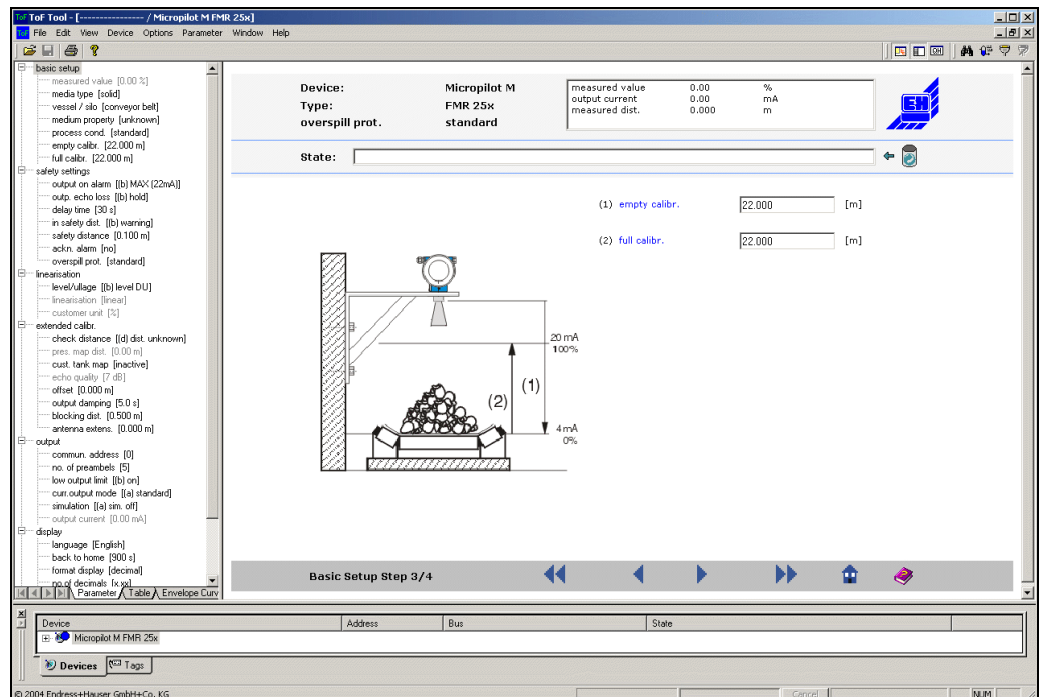 ToF Tool - [---------------- / Micropilot M FMR 25x]
File Edit View Device Options Parameter Window Help
basic setup
measured value [0.00 %]
media type [solid]
vessel / silo [conveyor belt]
medium property [unknown]
process cond. [standard]
empty calibr. [22.000 m]
full calibr. [22.000 m]
safety settings
output on alarm [(b) MAX (22mA)]
outp. echo loss [(b) hold]
delay time [30 s]
in safety dist. [(b) warning]
safety distance [0.100 m]
ackn. alarm [no]
overspill prot. [standard]
linearisation
level/ullage [(b) level DU]
linearisation [linear]
customer unit [%]
extended calibr.
check distance [(d) dist. unknown]
pres. map dist. [0.00 m]
cust. tank map [inactive]
echo quality [7 dB]
offset [0.000 m]
output damping [5.0 s]
blocking dist. [0.500 m]
antenna extens. [0.000 m]
output
commun. address [0]
no. of preambels [5]
low output limit [(b) on]
curr.output mode [(a) standard]
simulation [(a) sim. off]
output current [0.00 mA]
display
language [English]
back to home [900 s]
format display [decimal]
no.of decimals [x.xx]
Parameter Table Envelope Curv
Device: Micropilot M
Type: FMR 25x
overspill prot. standard
measured value 0.00 %
output current 0.00 mA
measured dist. 0.000 m
EH
State:
(1) empty calibr. 22.000 [m]
(2) full calibr. 22.000 [m]
20 mA
100%
(1)
(2)
4 mA
0%
Basic Setup Step 3/4
Device Address Bus State
Micropilot M FMR 25x
Devices Tags
© 2004 Endress+Hauser GmbH+Co. KG Cancel NUM